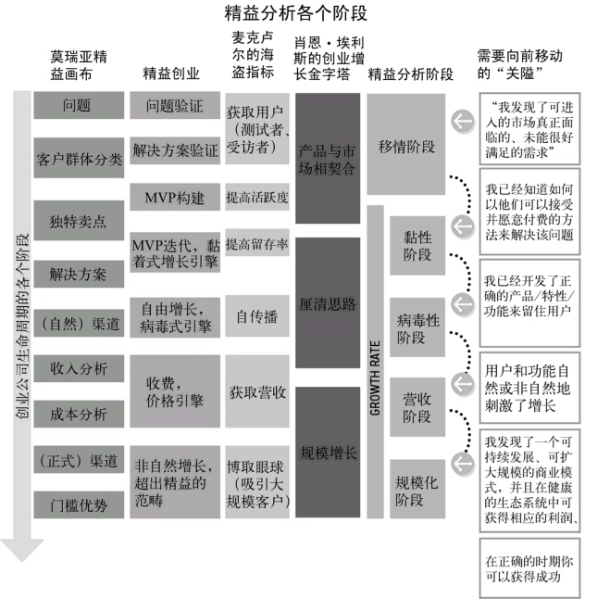 精益分析各个阶段
莫瑞亚精
益画布
精益创业
麦克卢
尔的海
盗指标
肖恩·埃利
斯的创业增
长金字塔
精益分析阶段
需要向前移动
的“关隘”
创业公司生命周期的各个阶段
问题
客户群体分类
独特卖点
解决方案
（自然）渠道
收入分析
成本分析
（正式）渠道
门槛优势
问题验证
解决方案验证
MVP构建
MVP迭代，黏
着式增长引擎
自由增长，
病毒式引擎
收费，
价格引擎
非自然增长，
超出精益的
范畴
获取用户
（测试者、
受访者）
提高活跃度
提高留存率
自传播
获取营收
博取眼球
（吸引大
规模客户）
产品与市
场相契合
厘清思路
规模增长
GROWTH RATE
移情阶段
黏性
阶段
病毒性
阶段
营收
阶段
规模化
阶段
“我发现了可进
入的市场真正面
临的、未能很好
满足的需求”
我已经知道如何
以他们可以接受
并愿意付费的方
法来解决该问题
我已经开发了正
确的产品/特性/
功能来留住用户
用户和功能自
然或非自然地
刺激了增长
我发现了一个可
持续发展、可扩
大规模的商业模
式，并且在健康
的生态系统中可
获得相应的利润、
在正确的时期你
可以获得成功